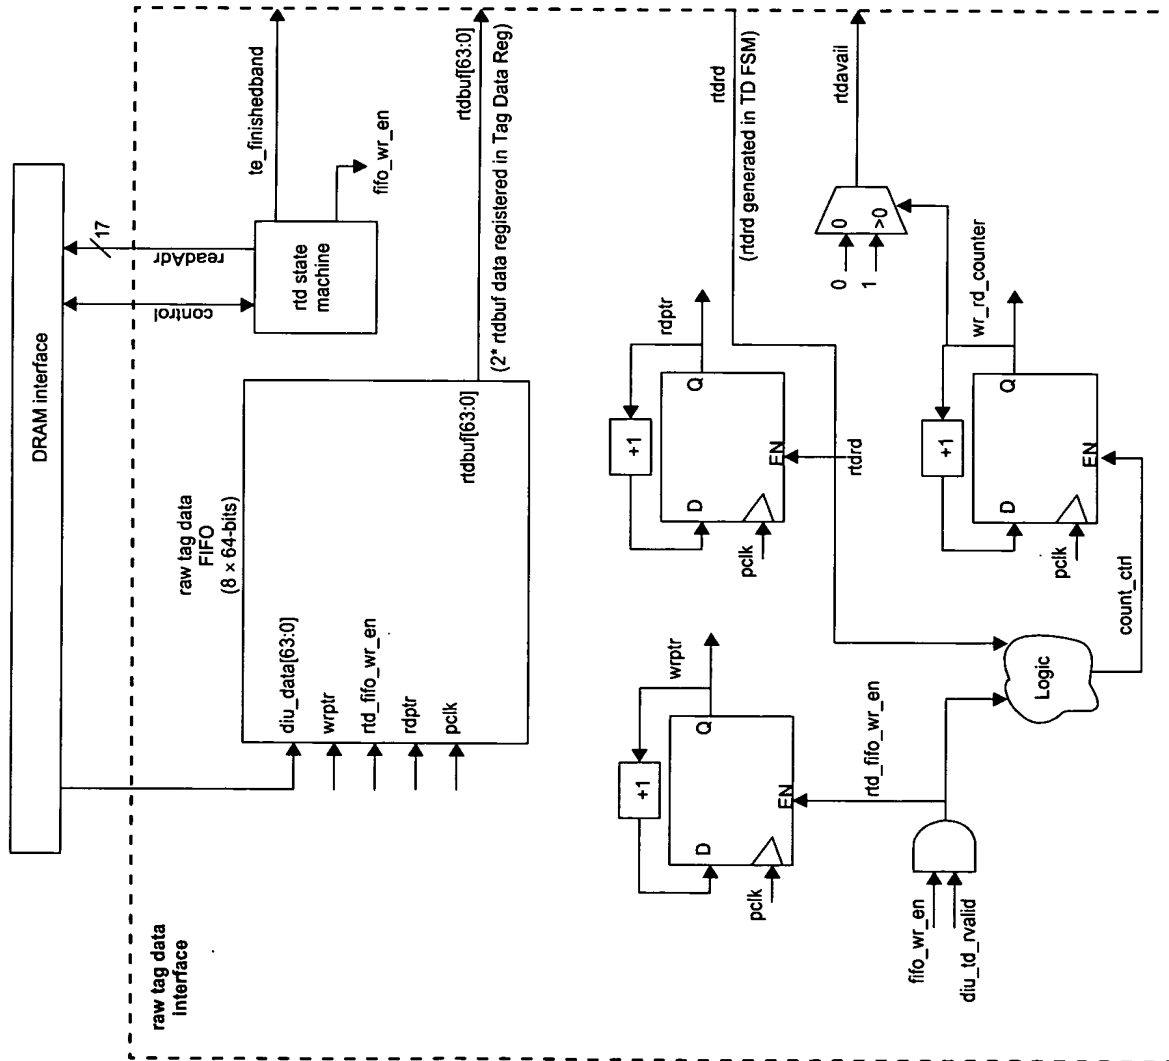 DRAM interface
raw tag data
interface
control
readAdr
17
te_finishedband
rtd state
machine
fifo_wr_en
raw tag data
FIFO
(8 × 64-bits)
diu_data[63:0]
wrptr
rtd_fifo_wr_en
rdptr
pclk
rtdbuf[63:0]
rtdbuf[63:0]
(2* rtdbuf data registered in Tag Data Reg)
rtdrd
(rtdrd generated in TD FSM)
+1
rdptr
D
Q
EN
pclk
rtdrd
+1
wrptr
D
Q
EN
pclk
rtd_fifo_wr_en
fifo_wr_en
diu_td_rvalid
Logic
count_ctrl
+1
wr_rd_counter
D
Q
EN
pclk
0
1
0
>0
rtdavail